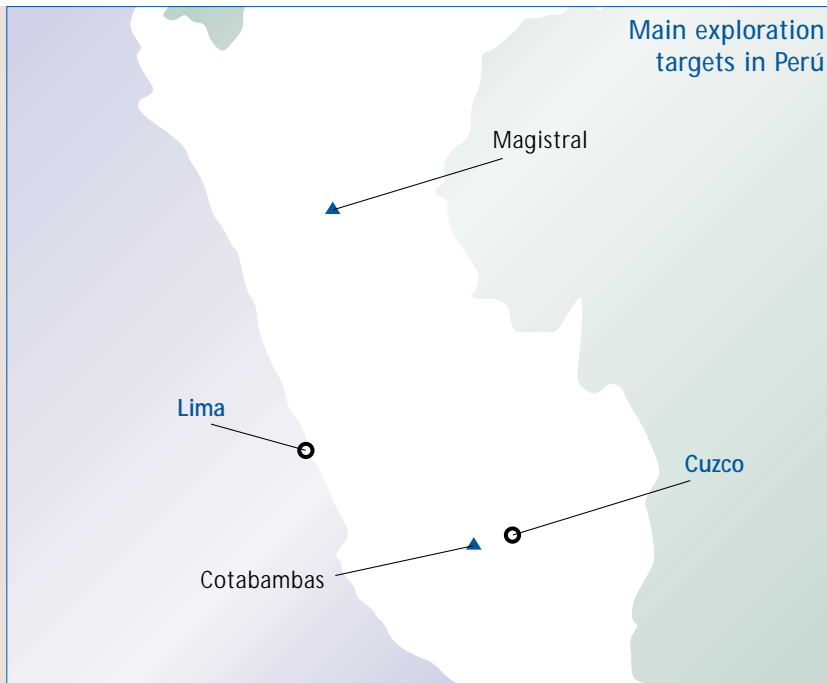 Main exploration
targets in Perú
Magistral
Lima
Cuzco
Cotabambas